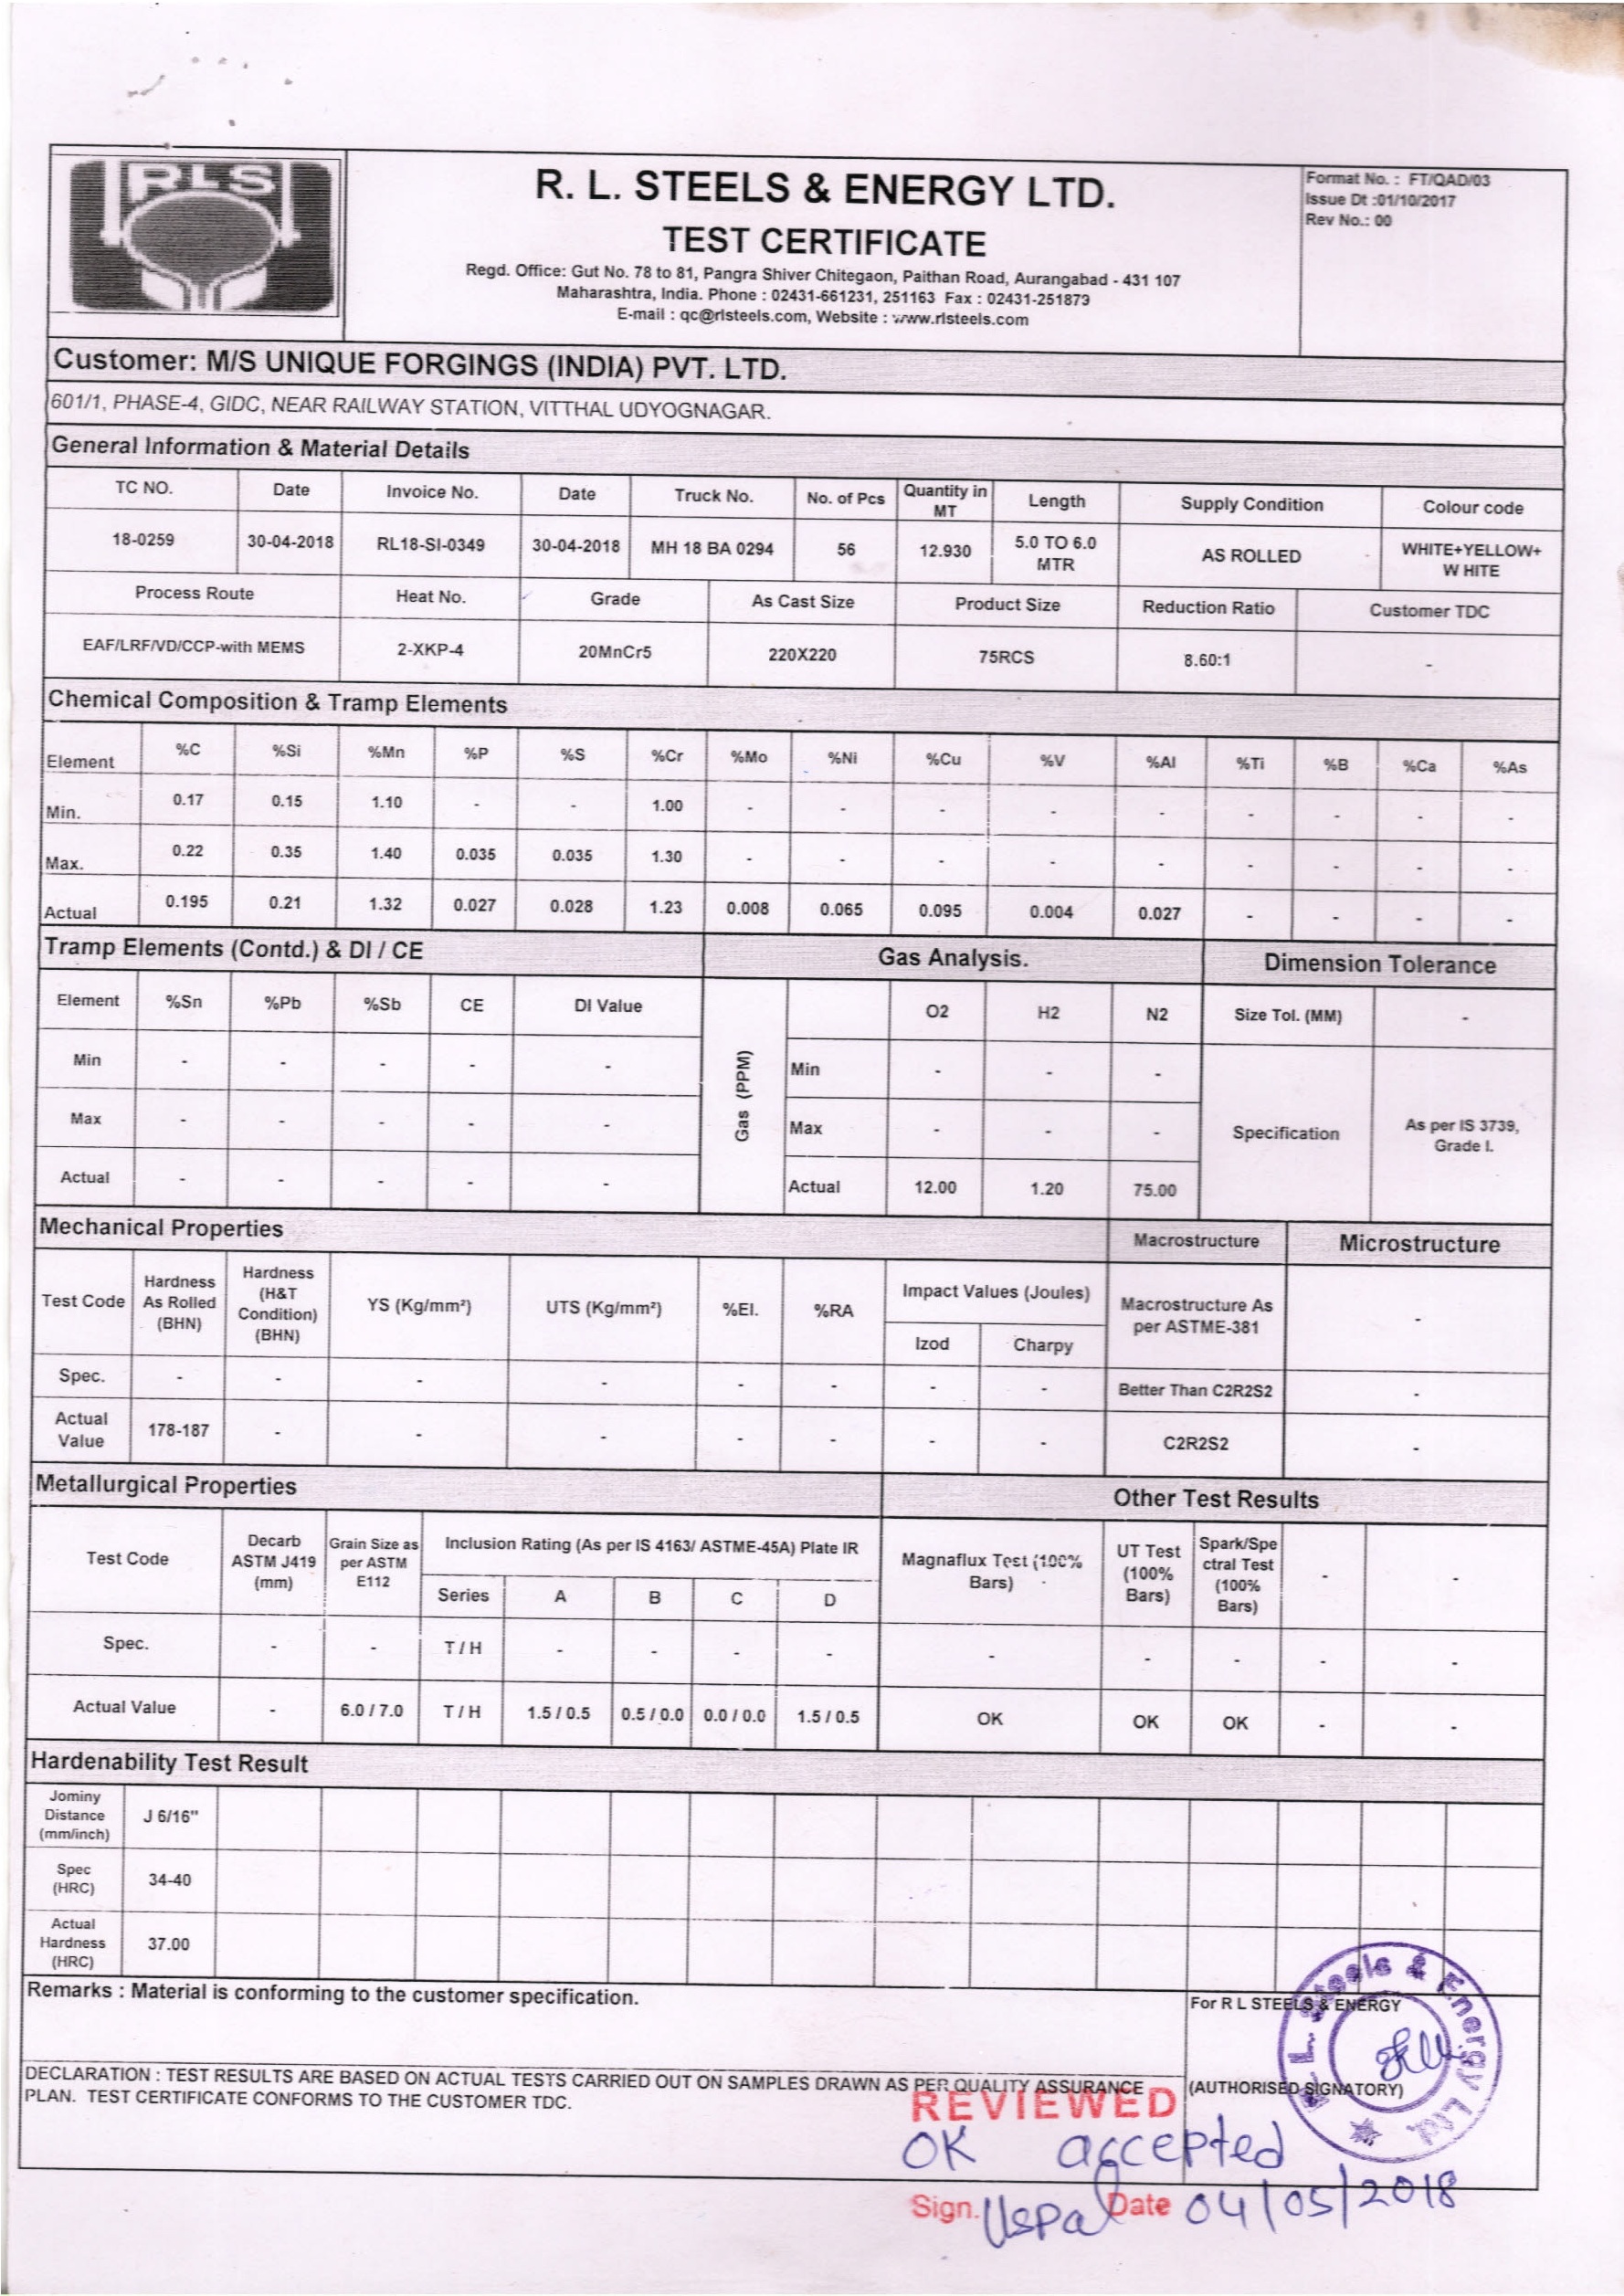 RLS
R. L. STEELS & ENERGY LTD.
TEST CERTIFICATE
Regd. Office: Gut No. 78 to 81, Pangra Shiver Chitegaon, Paithan Road, Aurangabad - 431 107
Maharashtra, India. Phone : 02431-661231, 251163 Fax : 02431-251873
E-mail : qc@rlsteels.com, Website : www.rlsteels.com
Format No. : FT/QAD/03
Issue Dt :01/10/2017
Rev No.: 00
Customer: M/S UNIQUE FORGINGS (INDIA) PVT. LTD.
601/1, PHASE-4, GIDC, NEAR RAILWAY STATION, VITTHAL UDYOGNAGAR.
General Information & Material Details
TC NO. Date Invoice No. Date Truck No. No. of Pcs Quantity in MT Length Supply Condition Colour code
18-0259 30-04-2018 RL18-SI-0349 30-04-2018 MH 18 BA 0294 56 12.930 5.0 TO 6.0 MTR AS ROLLED WHITE+YELLOW+ W HITE
Process Route Heat No. Grade As Cast Size Product Size Reduction Ratio Customer TDC
EAF/LRF/VD/CCP-with MEMS 2-XKP-4 20MnCr5 220X220 75RCS 8.60:1 -
Chemical Composition & Tramp Elements
Element %C %Si %Mn %P %S %Cr %Mo %Ni %Cu %V %Al %Ti %B %Ca %As
Min. 0.17 0.15 1.10 - - 1.00 - - - - - - - - -
Max. 0.22 0.35 1.40 0.035 0.035 1.30 - - - - - - - - -
Actual 0.195 0.21 1.32 0.027 0.028 1.23 0.008 0.065 0.095 0.004 0.027 - - - -
Tramp Elements (Contd.) & DI / CE Gas Analysis. Dimension Tolerance
Element %Sn %Pb %Sb CE DI Value Gas (PPM) O2 H2 N2 Size Tol. (MM) -
Min - - - - - Min - - -
Max - - - - - Max - - - Specification As per IS 3739, Grade I.
Actual - - - - - Actual 12.00 1.20 75.00
Mechanical Properties Macrostructure Microstructure
Test Code Hardness As Rolled (BHN) Hardness (H&T Condition) (BHN) YS (Kg/mm²) UTS (Kg/mm²) %El. %RA Impact Values (Joules) Macrostructure As per ASTME-381 -
Izod Charpy
Spec. - - - - - - - - Better Than C2R2S2 -
Actual Value 178-187 - - - - - - - C2R2S2 -
Metallurgical Properties Other Test Results
Test Code Decarb ASTM J419 (mm) Grain Size as per ASTM E112 Inclusion Rating (As per IS 4163/ ASTME-45A) Plate IR Magnaflux Test (100% Bars) UT Test (100% Bars) Spark/Spectral Test (100% Bars) - -
Series A B C D
Spec. - - T / H - - - - - - - - -
Actual Value - 6.0 / 7.0 T / H 1.5 / 0.5 0.5 / 0.0 0.0 / 0.0 1.5 / 0.5 OK OK OK - -
Hardenability Test Result
Jominy Distance (mm/inch) J 6/16"
Spec (HRC) 34-40
Actual Hardness (HRC) 37.00
Remarks : Material is conforming to the customer specification.
For R L STEELS & ENERGY
R. L. Steels & Energy Ltd.
(AUTHORISED SIGNATORY)
DECLARATION : TEST RESULTS ARE BASED ON ACTUAL TESTS CARRIED OUT ON SAMPLES DRAWN AS PER QUALITY ASSURANCE
PLAN. TEST CERTIFICATE CONFORMS TO THE CUSTOMER TDC.
REVIEWED
OK accepted
Sign. Date 04/05/2018